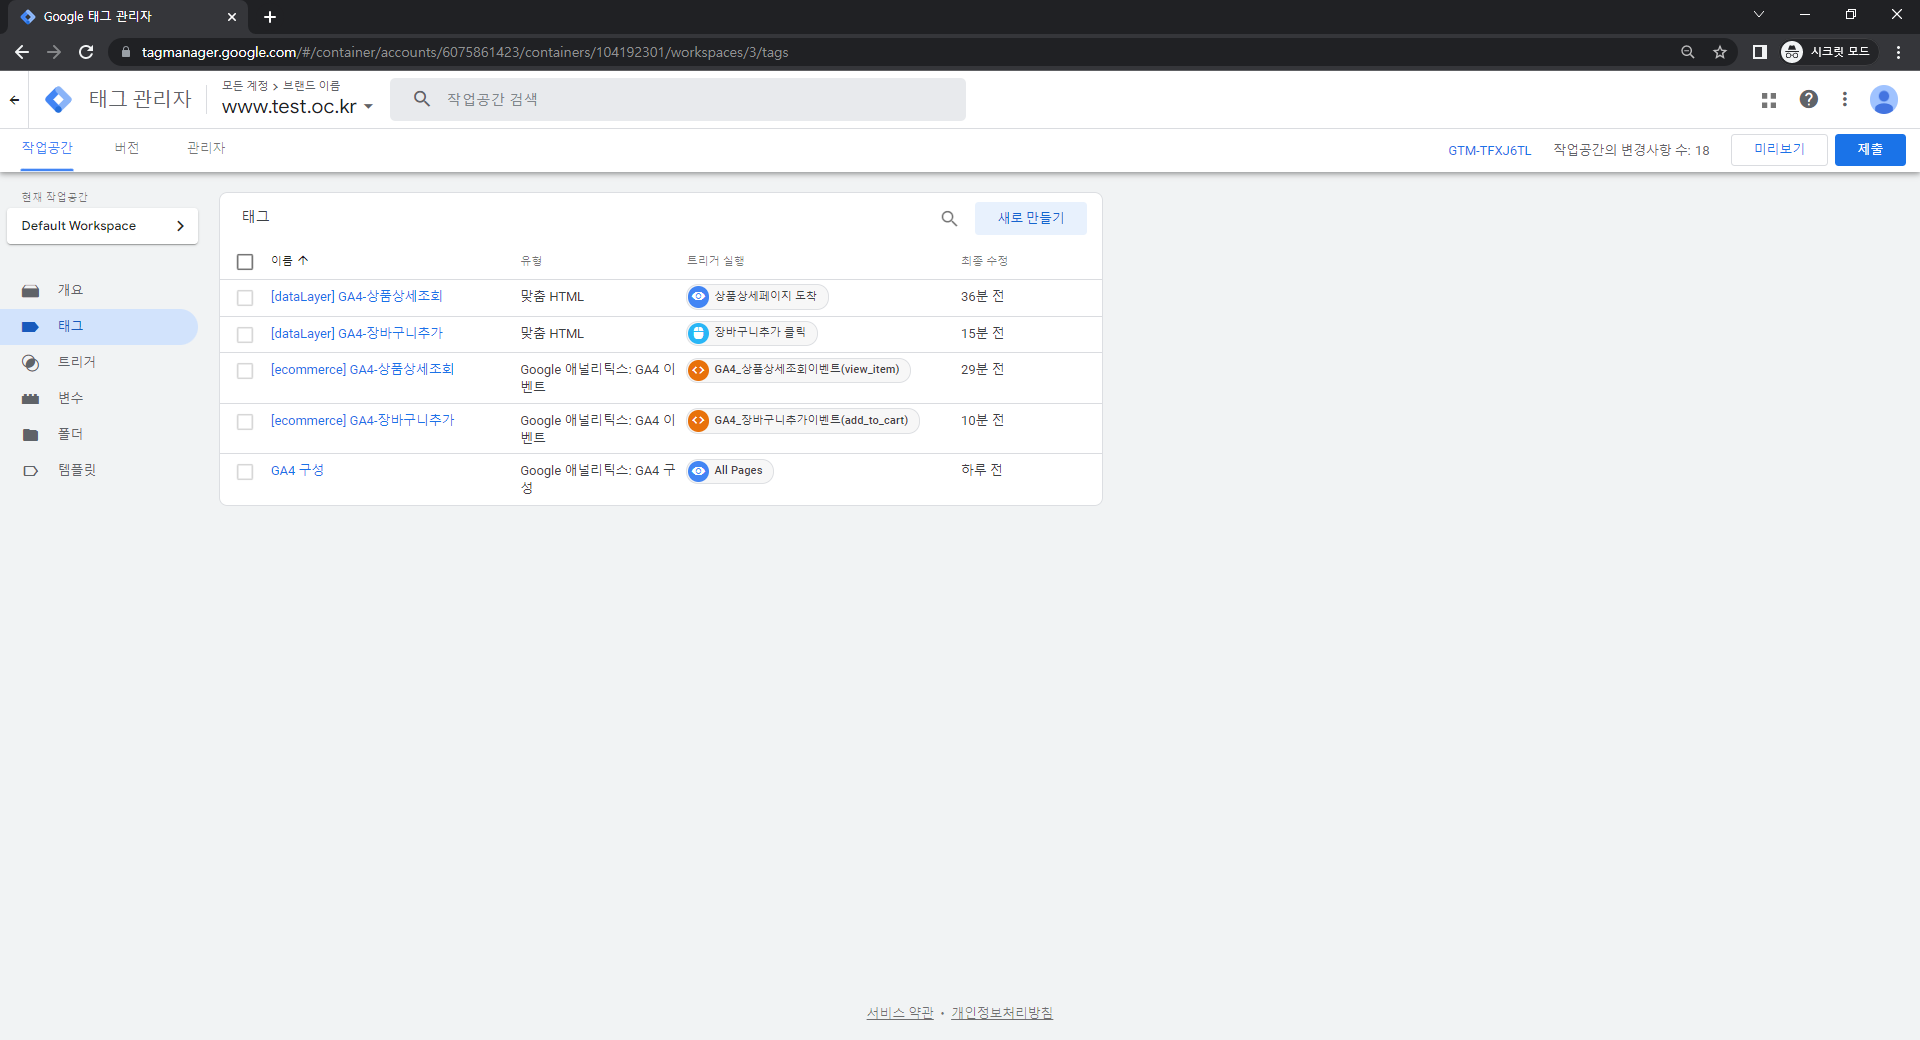 Google 태그 관리자
tagmanager.google.com/#/container/accounts/6075861423/containers/104192301/workspaces/3/tags
시크릿 모드
태그 관리자
모든 계정 > 브랜드 이름
www.test.oc.kr
작업공간 검색
작업공간 버전 관리자
GTM-TFXJ6TL 작업공간의 변경사항 수: 18 미리보기 제출
현재 작업공간
Default Workspace
개요
태그
트리거
변수
폴더
템플릿
태그
새로 만들기
이름 유형 트리거 실행 최종 수정
[dataLayer] GA4-상품상세조회 맞춤 HTML 상품상세페이지 도착 36분 전
[dataLayer] GA4-장바구니추가 맞춤 HTML 장바구니추가 클릭 15분 전
[ecommerce] GA4-상품상세조회 Google 애널리틱스: GA4 이 GA4_상품상세조회이벤트(view_item) 29분 전
벤트
[ecommerce] GA4-장바구니추가 Google 애널리틱스: GA4 이 GA4_장바구니추가이벤트(add_to_cart) 10분 전
벤트
GA4 구성 Google 애널리틱스: GA4 구 All Pages 하루 전
성
서비스 약관 • 개인정보처리방침